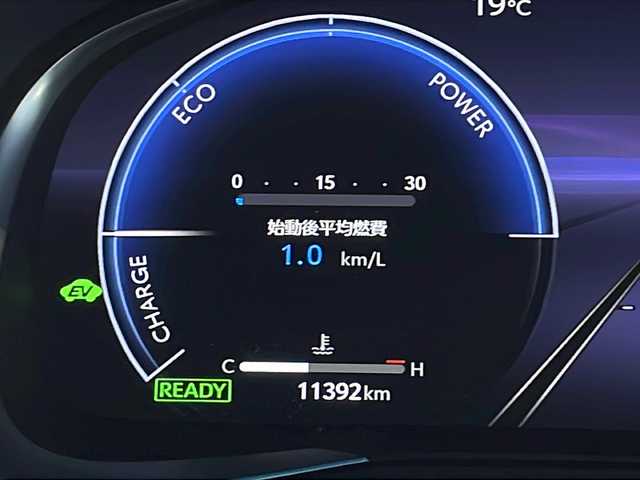 19℃
ECO
POWER
0 · · 15 · · 30
始動後平均燃費
1.0 km/L
CHARGE
EV
C H
READY
11392km